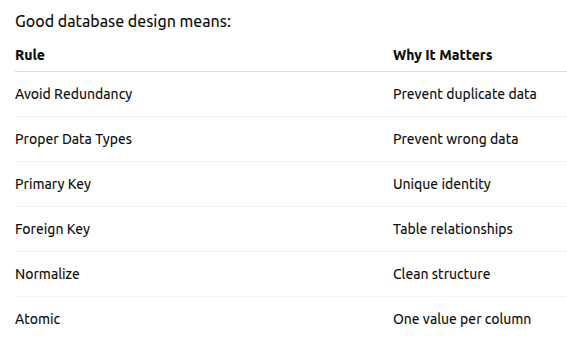 Good database design means:
Rule Why It Matters
Avoid Redundancy Prevent duplicate data
Proper Data Types Prevent wrong data
Primary Key Unique identity
Foreign Key Table relationships
Normalize Clean structure
Atomic One value per column